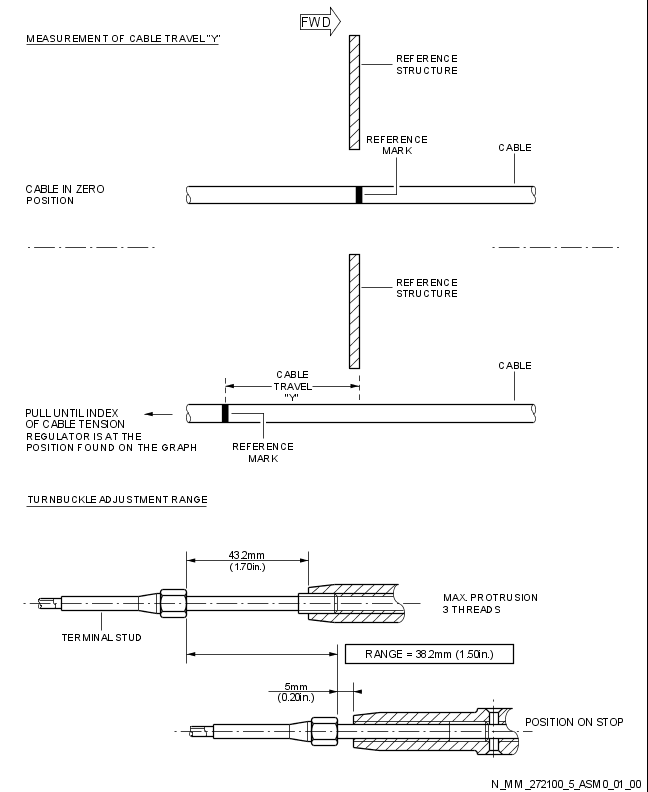 FWD
MEASUREMENT OF CABLE TRAVEL "Y"
REFERENCE
STRUCTURE
REFERENCE
MARK
CABLE
CABLE IN ZERO
POSITION
REFERENCE
STRUCTURE
CABLE
TRAVEL
"Y"
CABLE
PULL UNTIL INDEX
OF CABLE TENSION
REGULATOR IS AT THE
POSITION FOUND ON THE GRAPH
REFERENCE
MARK
TURNBUCKLE ADJUSTMENT RANGE
43.2mm
(1.70in.)
MAX. PROTRUSION
3 THREADS
TERMINAL STUD
RANGE = 38.2mm (1.50in.)
5mm
(0.20in.)
POSITION ON STOP
N_MM_272100_5_ASM0_01_00